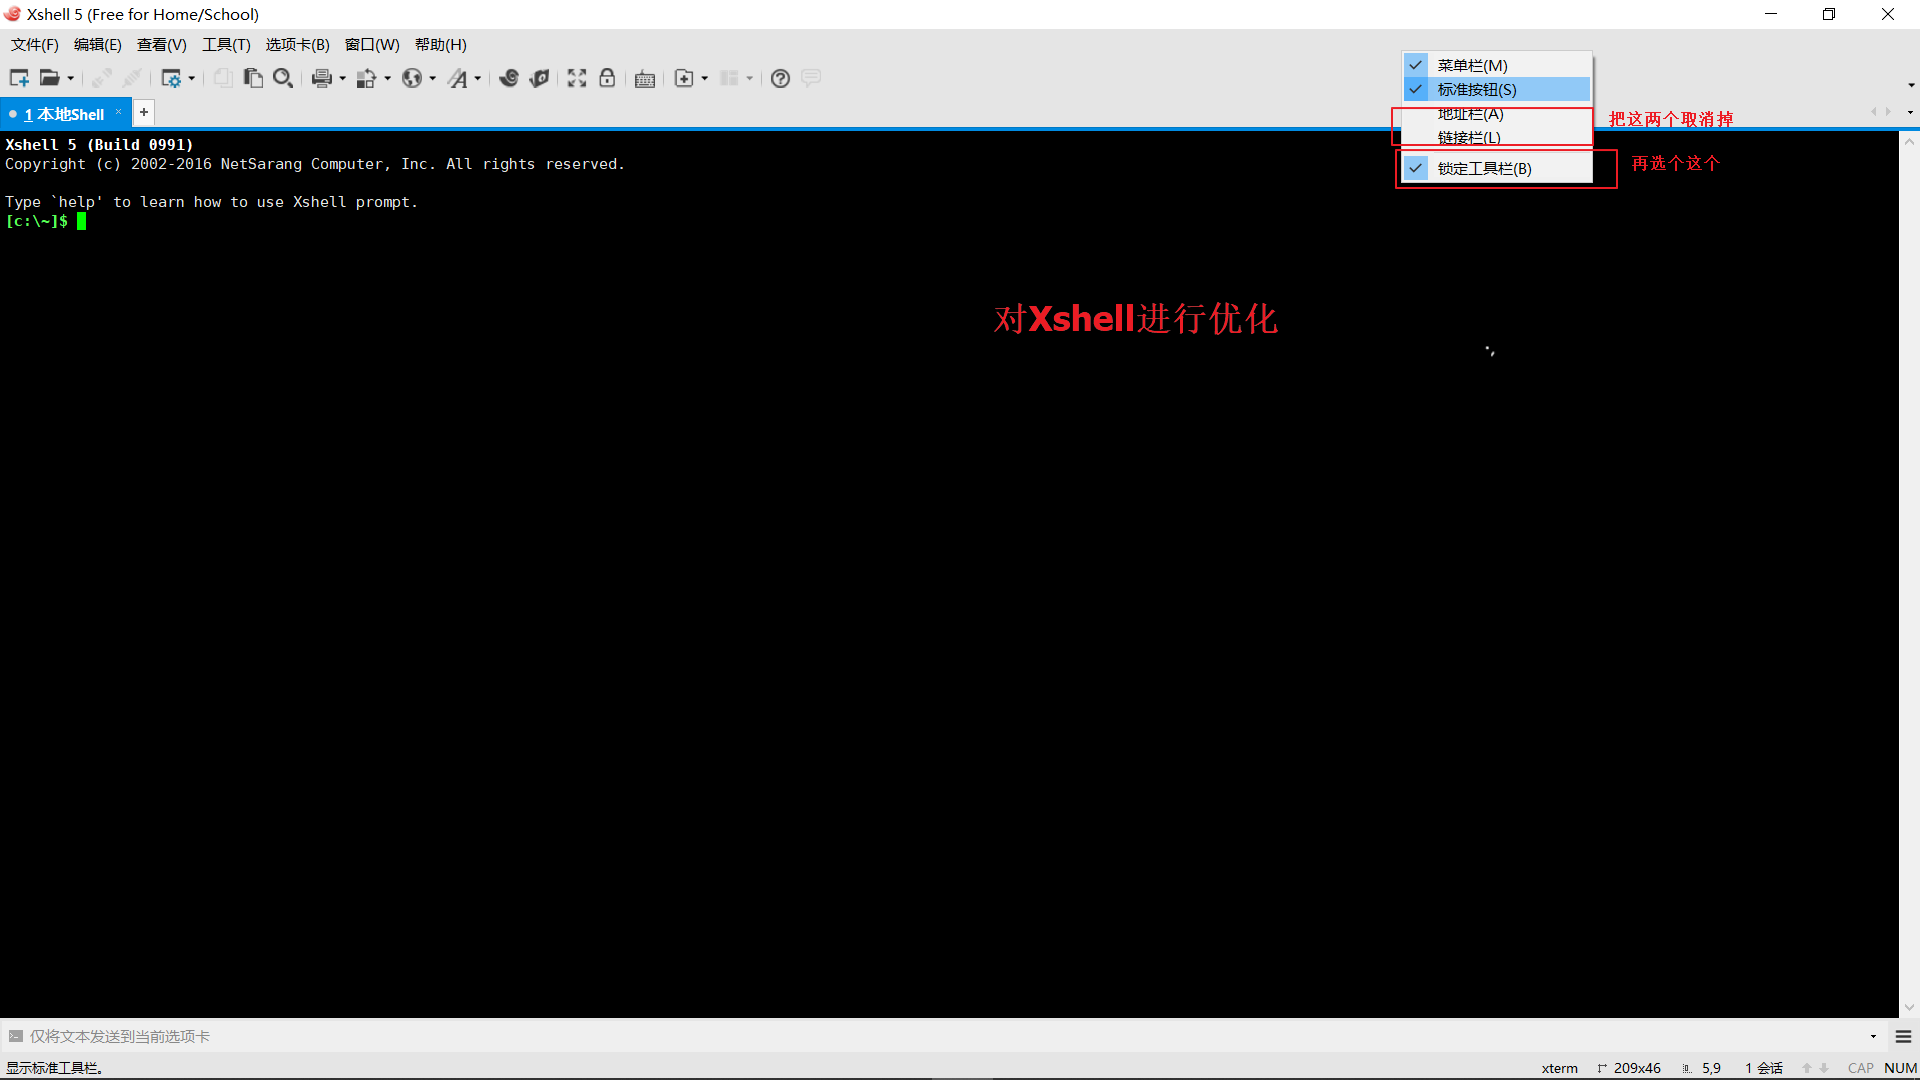 Xshell 5 (Free for Home/School)
文件(F) 编辑(E) 查看(V) 工具(T) 选项卡(B) 窗口(W) 帮助(H)
菜单栏(M)
标准按钮(S)
地址栏(A)
链接栏(L)
锁定工具栏(B)
把这两个取消掉
再选个这个
1 本地Shell × +
Xshell 5 (Build 0991)
Copyright (c) 2002-2016 NetSarang Computer, Inc. All rights reserved.
Type `help' to learn how to use Xshell prompt.
[c:\~]$
对Xshell进行优化
仅将文本发送到当前选项卡
显示标准工具栏。
xterm 209x46 5,9 1 会话 CAP NUM